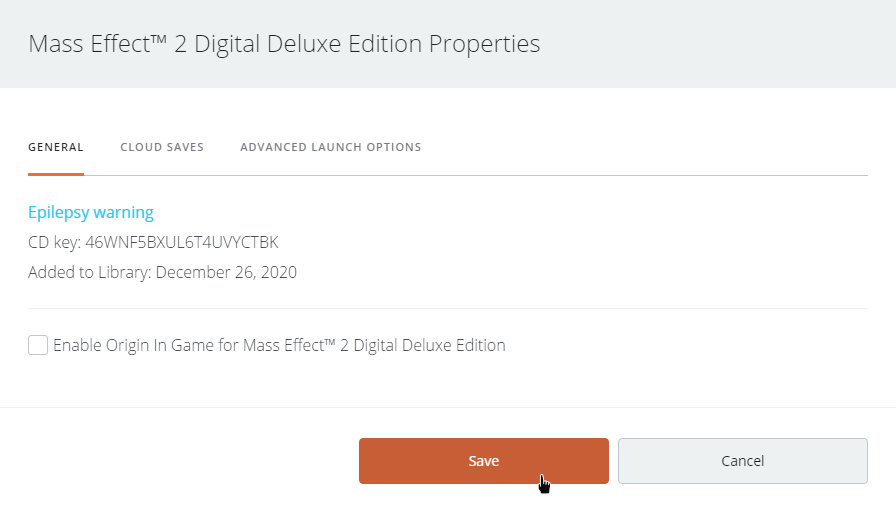 Mass Effect™ 2 Digital Deluxe Edition Properties
GENERAL CLOUD SAVES ADVANCED LAUNCH OPTIONS
Epilepsy warning
CD key: 46WNF5BXUL6T4UVYCTBK
Added to Library: December 26, 2020
Enable Origin In Game for Mass Effect™ 2 Digital Deluxe Edition
Save Cancel